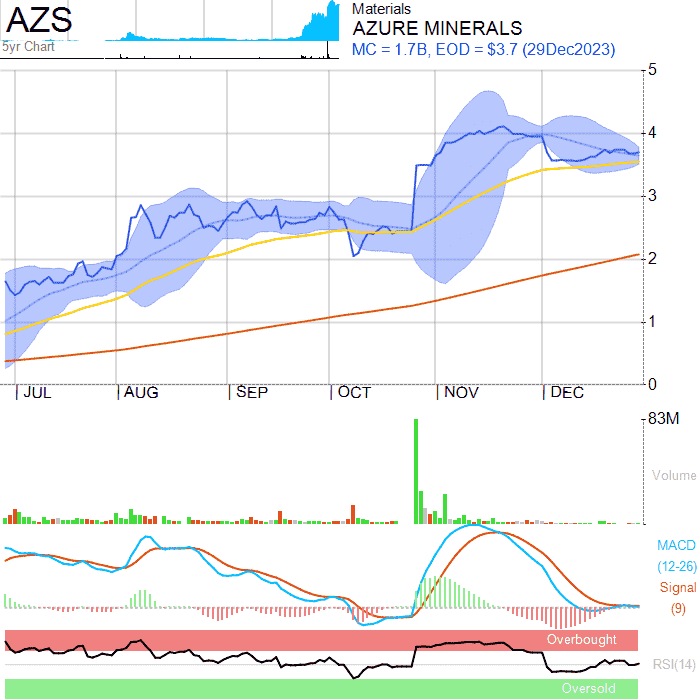 AZS
5yr Chart
Materials
AZURE MINERALS
MC = 1.7B, EOD = $3.7 (29Dec2023)
5
4
3
2
1
0
JUL AUG SEP OCT NOV DEC
83M
Volume
MACD
(12-26)
Signal
(9)
Overbought
RSI(14)
Oversold